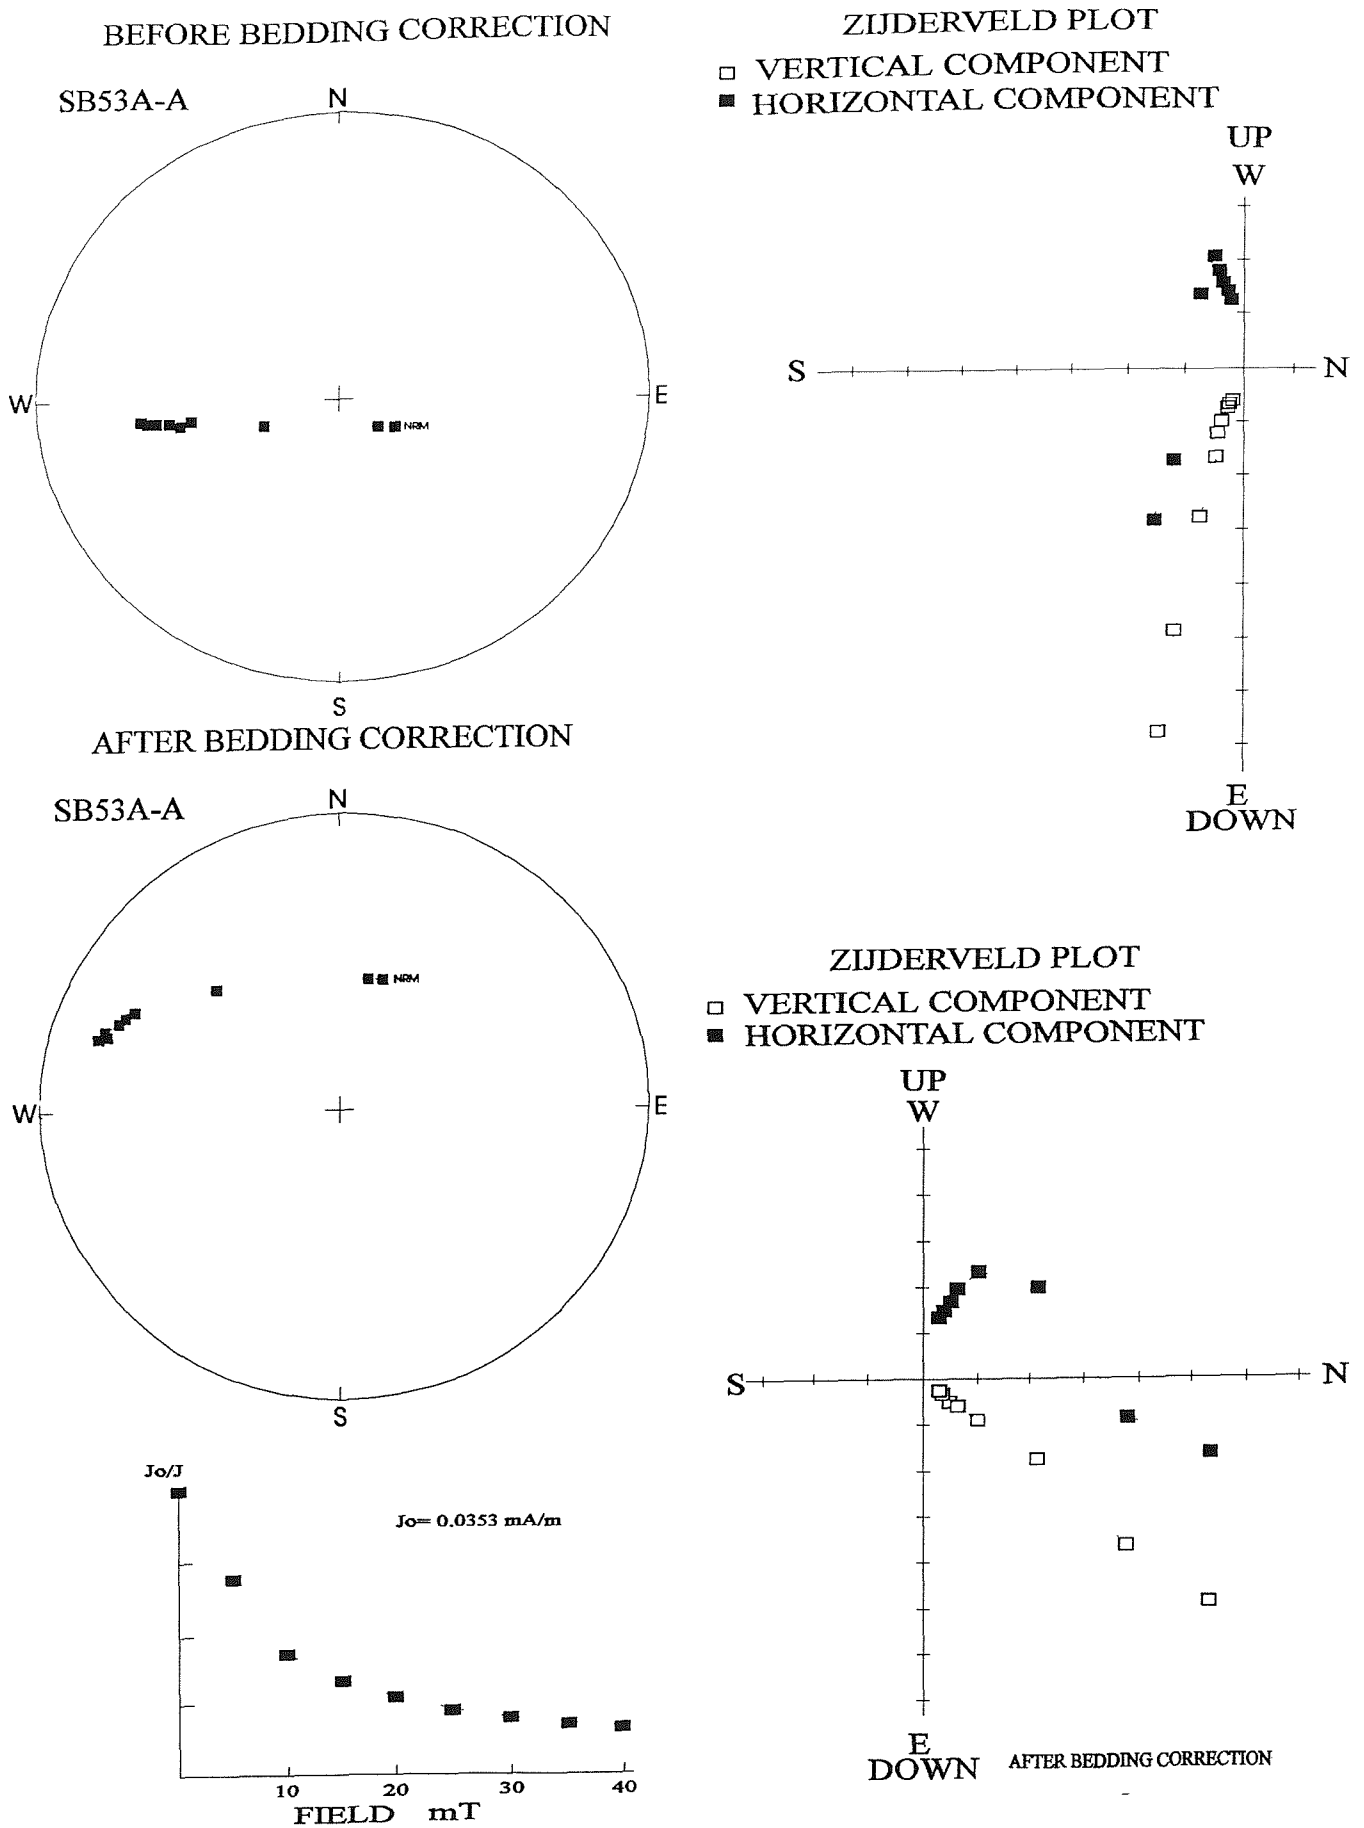 BEFORE BEDDING CORRECTION
SB53A-A
N
W
E
NRM
S
ZIJDERVELD PLOT
□ VERTICAL COMPONENT
■ HORIZONTAL COMPONENT
UP
W
S
N
E
DOWN
AFTER BEDDING CORRECTION
SB53A-A
N
W
E
NRM
S
ZIJDERVELD PLOT
□ VERTICAL COMPONENT
■ HORIZONTAL COMPONENT
UP
W
S
N
E
DOWN
AFTER BEDDING CORRECTION
Jo/J
Jo= 0.0353 mA/m
10 20 30 40
FIELD mT